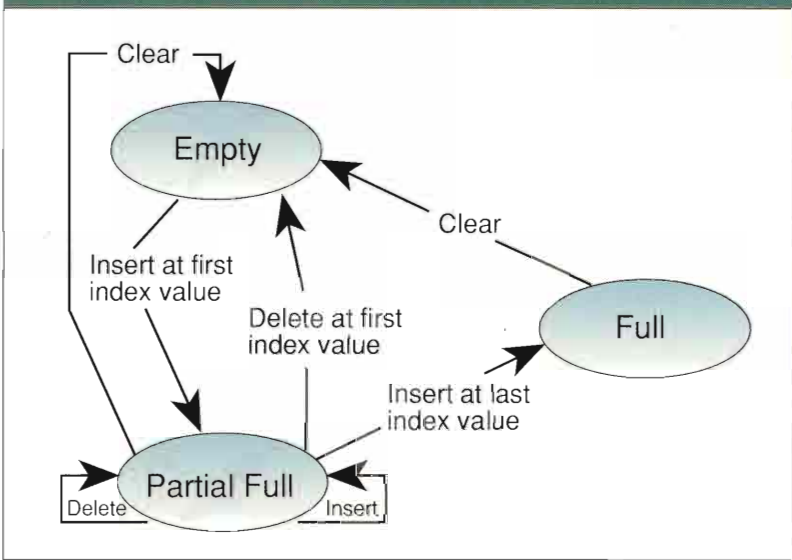 Clear
Empty
Clear
Insert at first
index value
Delete at first
index value
Full
Insert at last
index value
Partial Full
Delete
Insert